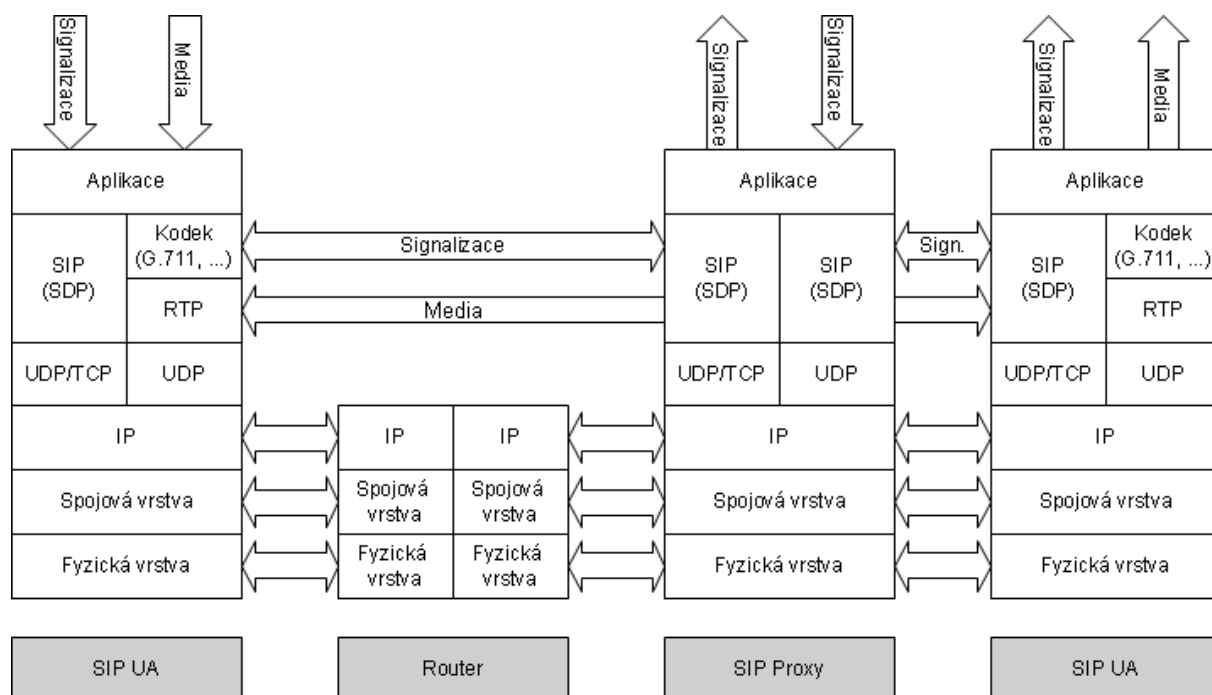 Signalizace
Media
Signalizace
Signalizace
Signalizace
Media
Aplikace
Aplikace
Aplikace
SIP
(SDP)
Kodek
(G.711, ...)
RTP
Signalizace
Media
SIP
(SDP)
SIP
(SDP)
Sign.
SIP
(SDP)
Kodek
(G.711, ...)
RTP
UDP/TCP
UDP
UDP/TCP
UDP
UDP/TCP
UDP
IP
IP
IP
IP
IP
Spojová vrstva
Spojová
vrstva
Spojová
vrstva
Spojová vrstva
Spojová vrstva
Fyzická vrstva
Fyzická
vrstva
Fyzická
vrstva
Fyzická vrstva
Fyzická vrstva
SIP UA
Router
SIP Proxy
SIP UA